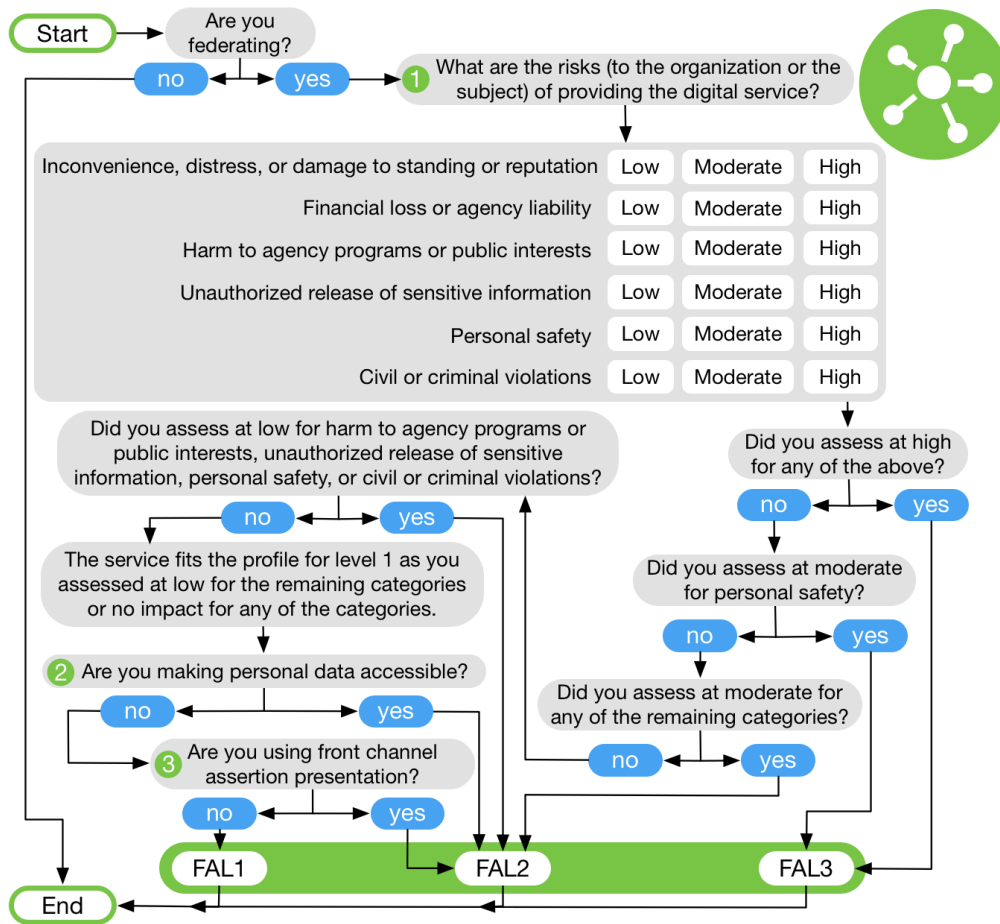 Start
Are you
federating?
no
yes
1
What are the risks (to the organization or the
subject) of providing the digital service?
Inconvenience, distress, or damage to standing or reputation Low Moderate High
Financial loss or agency liability Low Moderate High
Harm to agency programs or public interests Low Moderate High
Unauthorized release of sensitive information Low Moderate High
Personal safety Low Moderate High
Civil or criminal violations Low Moderate High
Did you assess at high
for any of the above?
no
yes
Did you assess at moderate
for personal safety?
no
yes
Did you assess at moderate for
any of the remaining categories?
no
yes
Did you assess at low for harm to agency programs or
public interests, unauthorized release of sensitive
information, personal safety, or civil or criminal violations?
no
yes
The service fits the profile for level 1 as you
assessed at low for the remaining categories
or no impact for any of the categories.
2
Are you making personal data accessible?
no
yes
3
Are you using front channel
assertion presentation?
no
yes
FAL1
FAL2
FAL3
End